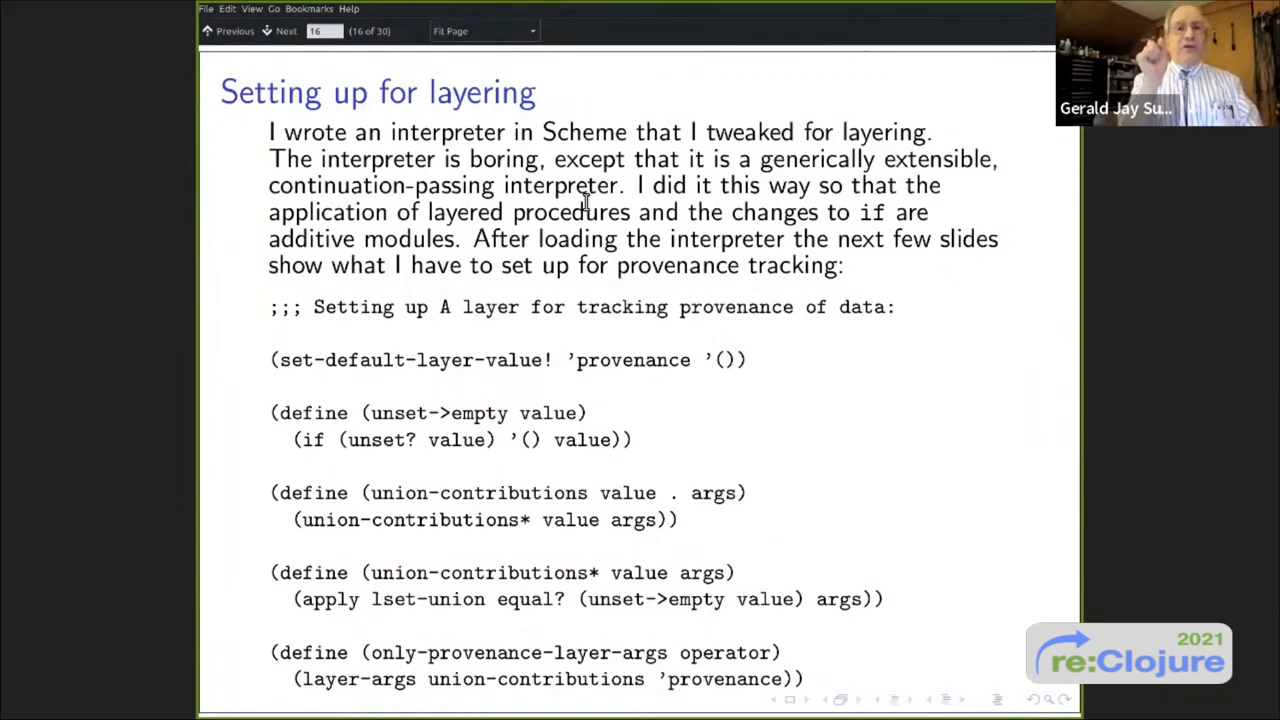 File Edit View Go Bookmarks Help
Previous Next 16 (16 of 30) Fit Page
Setting up for layering
I wrote an interpreter in Scheme that I tweaked for layering.
The interpreter is boring, except that it is a generically extensible,
continuation-passing interpreter. I did it this way so that the
application of layered procedures and the changes to if are
additive modules. After loading the interpreter the next few slides
show what I have to set up for provenance tracking:
;;; Setting up A layer for tracking provenance of data:
(set-default-layer-value! ’provenance ’())
(define (unset->empty value)
(if (unset? value) ’() value))
(define (union-contributions value . args)
(union-contributions* value args))
(define (union-contributions* value args)
(apply lset-union equal? (unset->empty value) args))
(define (only-provenance-layer-args operator)
(layer-args union-contributions ’provenance))
Gerald Jay Su...
2021
re:Clojure